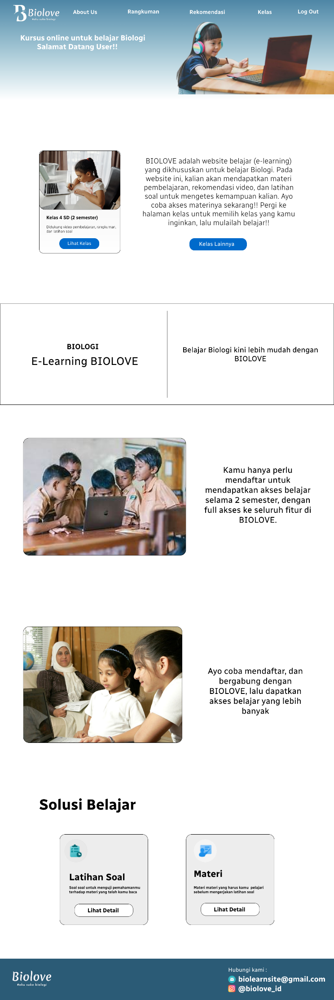 Biolove
#aku suka biologi
About Us
Rangkuman
Rekomendasi
Kelas
Log Out
Kursus online untuk belajar Biologi
Salamat Datang User!!
BIOLOVE adalah website belajar (e-learning)
yang dikhususkan untuk belajar Biologi. Pada
website ini, kalian akan mendapatkan materi
pembelajaran, rekomendasi video, dan latihan
soal untuk mengetes kemampuan kalian. Ayo
coba akses materinya sekarang!! Pergi ke
halaman kelas untuk memilih kelas yang kamu
inginkan, lalu mulailah belajar!!
Kelas 4 SD (2 semester)
Didukung video pembelajaran, rangkuman,
dan latihan soal
Lihat Kelas
Kelas Lainnya
BIOLOGI
E-Learning BIOLOVE
Belajar Biologi kini lebih mudah dengan
BIOLOVE
Kamu hanya perlu
mendaftar untuk
mendapatkan akses belajar
selama 2 semester, dengan
full akses ke seluruh fitur di
BIOLOVE.
Ayo coba mendaftar, dan
bergabung dengan
BIOLOVE, lalu dapatkan
akses belajar yang lebih
banyak
Solusi Belajar
Latihan Soal
Soal soal untuk menguji pemahamanmu
terhadap materi yang telah kamu baca
Lihat Detail
Materi
Materi materi yang harus kamu pelajari
sebelum mengerjakan latihan soal
Lihat Detail
Biolove
#aku suka biologi
Hubungi kami :
biolearnsite@gmail.com
@biolove_id